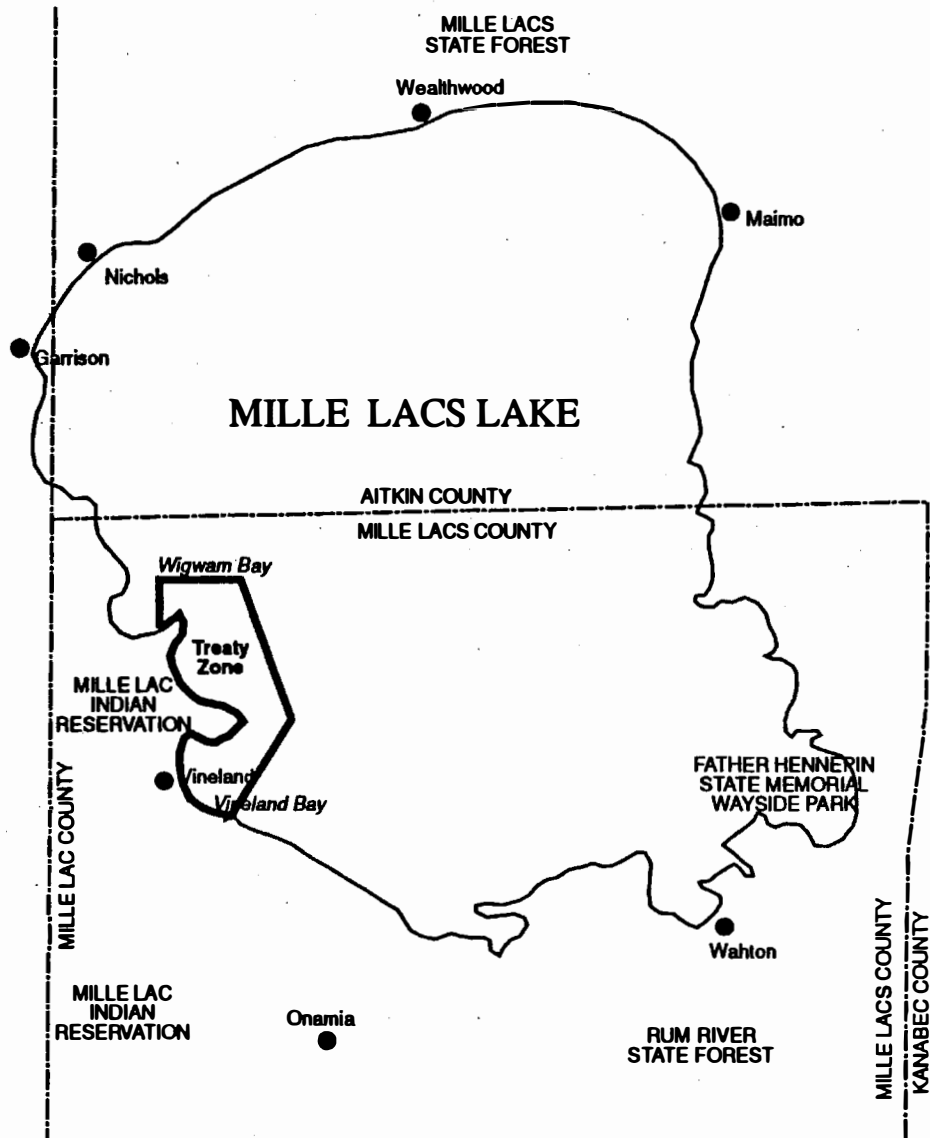 MILLE LACS
STATE FOREST
Wealthwood
Maimo
Nichols
Garrison
MILLE LACS LAKE
AITKIN COUNTY
MILLE LACS COUNTY
Wigwam Bay
Treaty
Zone
MILLE LAC
INDIAN
RESERVATION
Vineland
Vineland Bay
FATHER HENNEPIN
STATE MEMORIAL
WAYSIDE PARK
MILLE LAC COUNTY
Wahton
MILLE LAC
INDIAN
RESERVATION
Onamia
RUM RIVER
STATE FOREST
MILLE LACS COUNTY
KANABEC COUNTY